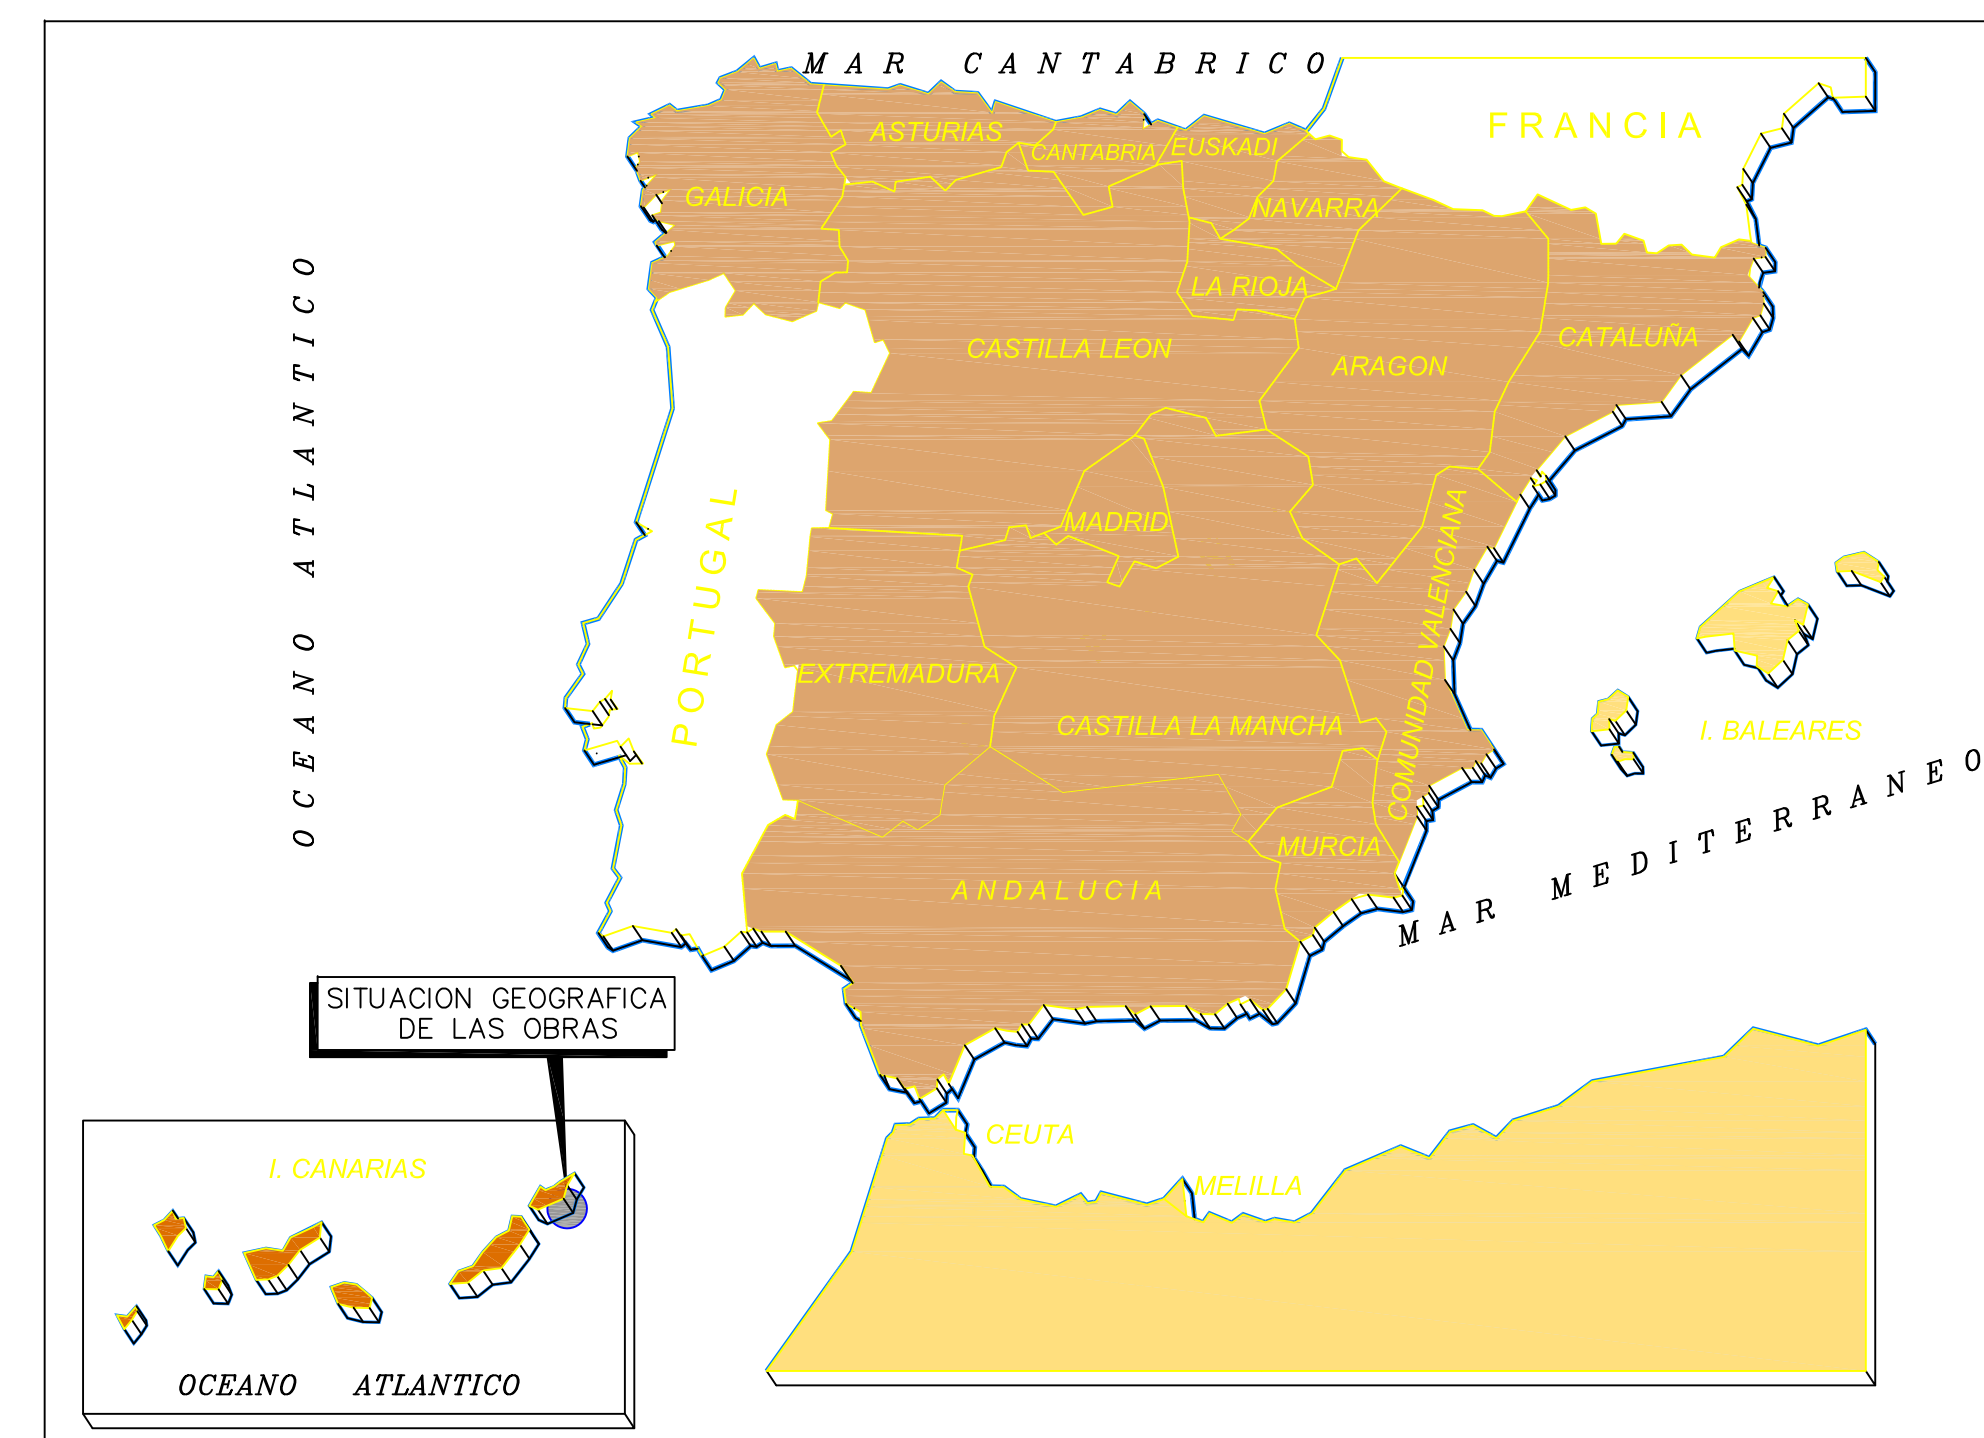 MAR CANTABRICO
FRANCIA
ASTURIAS
CANTABRIA
EUSKADI
GALICIA
NAVARRA
LA RIOJA
CATALUÑA
CASTILLA LEON
ARAGON
OCEANO ATLANTICO
PORTUGAL
MADRID
COMUNIDAD VALENCIANA
EXTREMADURA
CASTILLA LA MANCHA
I. BALEARES
MAR MEDITERRANEO
MURCIA
ANDALUCIA
SITUACION GEOGRAFICA
DE LAS OBRAS
CEUTA
MELILLA
I. CANARIAS
OCEANO ATLANTICO